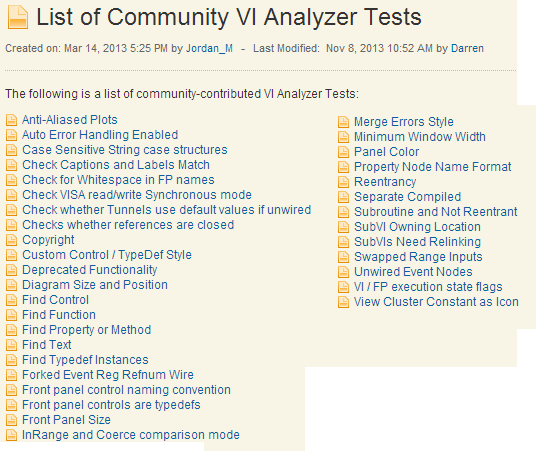 List of Community VI Analyzer Tests
Created on: Mar 14, 2013 5:25 PM by Jordan_M - Last Modified: Nov 8, 2013 10:52 AM by Darren
The following is a list of community-contributed VI Analyzer Tests:
Anti-Aliased Plots
Auto Error Handling Enabled
Case Sensitive String case structures
Check Captions and Labels Match
Check for Whitespace in FP names
Check VISA read/write Synchronous mode
Check whether Tunnels use default values if unwired
Checks whether references are closed
Copyright
Custom Control / TypeDef Style
Deprecated Functionality
Diagram Size and Position
Find Control
Find Function
Find Property or Method
Find Text
Find Typedef Instances
Forked Event Reg Refnum Wire
Front panel control naming convention
Front panel controls are typedefs
Front Panel Size
InRange and Coerce comparison mode
Merge Errors Style
Minimum Window Width
Panel Color
Property Node Name Format
Reentrancy
Separate Compiled
Subroutine and Not Reentrant
SubVI Owning Location
SubVIs Need Relinking
Swapped Range Inputs
Unwired Event Nodes
VI / FP execution state flags
View Cluster Constant as Icon